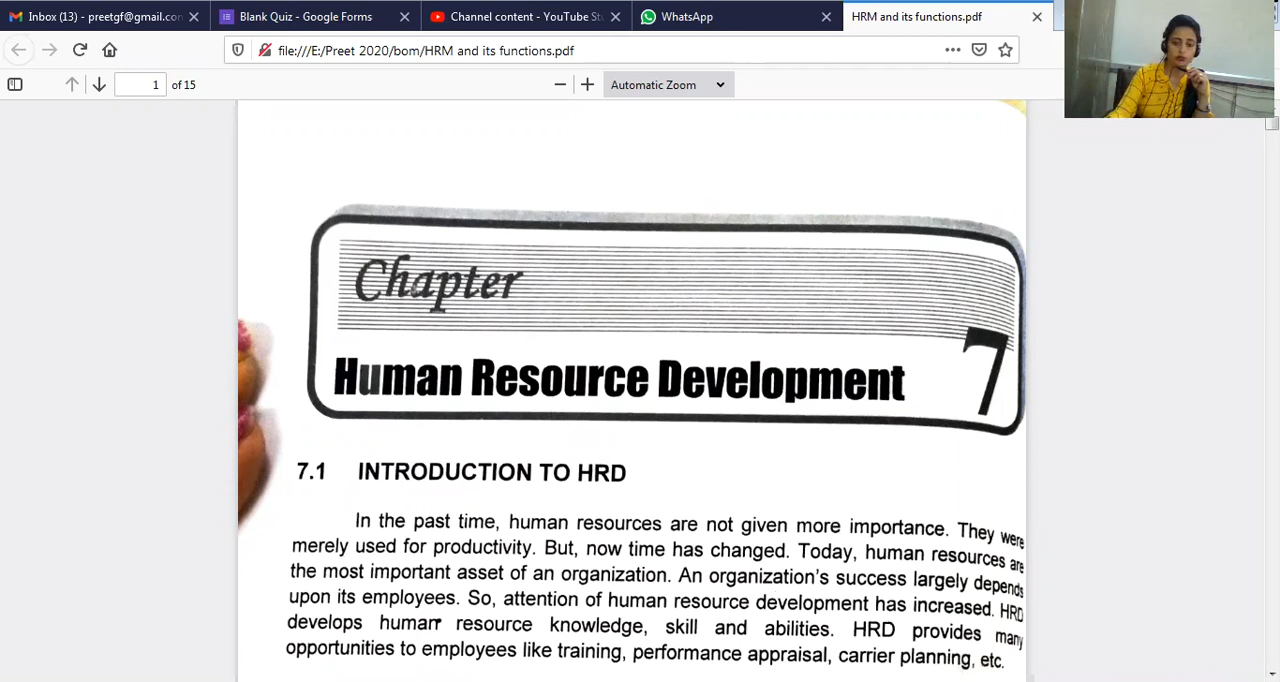 Inbox (13) - preetgf@gmail.con
Blank Quiz - Google Forms
Channel content - YouTube St
WhatsApp
HRM and its functions.pdf
file:///E:/Preet 2020/bom/HRM and its functions.pdf
1 of 15
Automatic Zoom
Chapter
7
Human Resource Development
7.1 INTRODUCTION TO HRD
In the past time, human resources are not given more importance. They were
merely used for productivity. But, now time has changed. Today, human resources are
the most important asset of an organization. An organization's success largely depends
upon its employees. So, attention of human resource development has increased. HRD
develops human resource knowledge, skill and abilities. HRD provides many
opportunities to employees like training, performance appraisal, carrier planning, etc.